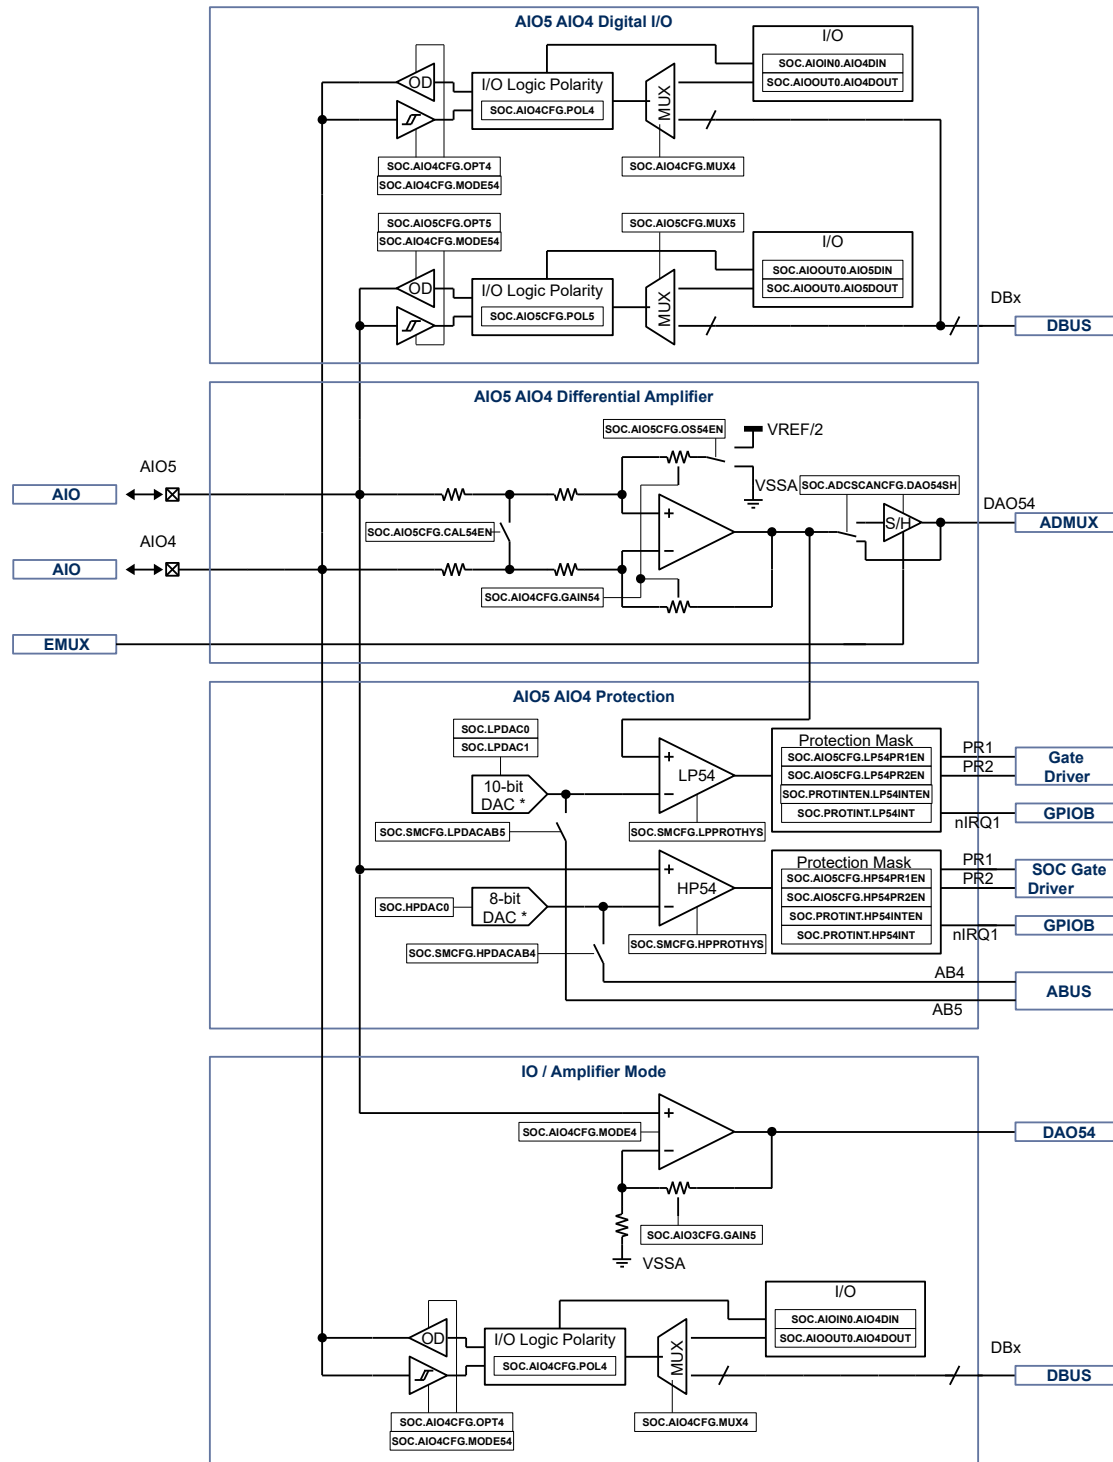 AIO5 AIO4 Digital I/O
I/O
SOC.AIOIN0.AIO4DIN
SOC.AIOOUT0.AIO4DOUT
OD
I/O Logic Polarity
SOC.AIO4CFG.POL4
MUX
SOC.AIO4CFG.OPT4
SOC.AIO4CFG.MODE54
SOC.AIO4CFG.MUX4
SOC.AIO5CFG.OPT5
SOC.AIO4CFG.MODE54
SOC.AIO5CFG.MUX5
I/O
SOC.AIOOUT0.AIO5DIN
SOC.AIOOUT0.AIO5DOUT
OD
I/O Logic Polarity
SOC.AIO5CFG.POL5
MUX
DBx
DBUS
AIO5 AIO4 Differential Amplifier
SOC.AIO5CFG.OS54EN
VREF/2
AIO5
AIO
VSSA
SOC.ADCSCANCFG.DAO54SH
DAO54
ADMUX
S/H
+
−
SOC.AIO5CFG.CAL54EN
AIO4
AIO
SOC.AIO4CFG.GAIN54
EMUX
AIO5 AIO4 Protection
SOC.LPDAC0
SOC.LPDAC1
10-bit
DAC *
+
−
LP54
Protection Mask
SOC.AIO5CFG.LP54PR1EN
SOC.AIO5CFG.LP54PR2EN
SOC.PROTINTEN.LP54INTEN
SOC.PROTINT.LP54INT
PR1
PR2
Gate
Driver
nIRQ1
GPIOB
SOC.SMCFG.LPDACAB5
SOC.SMCFG.LPPROTHYS
8-bit
DAC *
SOC.HPDAC0
+
−
HP54
Protection Mask
SOC.AIO5CFG.HP54PR1EN
SOC.AIO5CFG.HP54PR2EN
SOC.PROTINT.HP54INTEN
SOC.PROTINT.HP54INT
PR1
PR2
SOC Gate
Driver
nIRQ1
GPIOB
SOC.SMCFG.HPDACAB4
SOC.SMCFG.HPPROTHYS
AB4
AB5
ABUS
IO / Amplifier Mode
+
−
SOC.AIO4CFG.MODE4
DAO54
SOC.AIO3CFG.GAIN5
VSSA
I/O
SOC.AIOIN0.AIO4DIN
SOC.AIOOUT0.AIO4DOUT
OD
I/O Logic Polarity
SOC.AIO4CFG.POL4
MUX
DBx
DBUS
SOC.AIO4CFG.OPT4
SOC.AIO4CFG.MODE54
SOC.AIO4CFG.MUX4